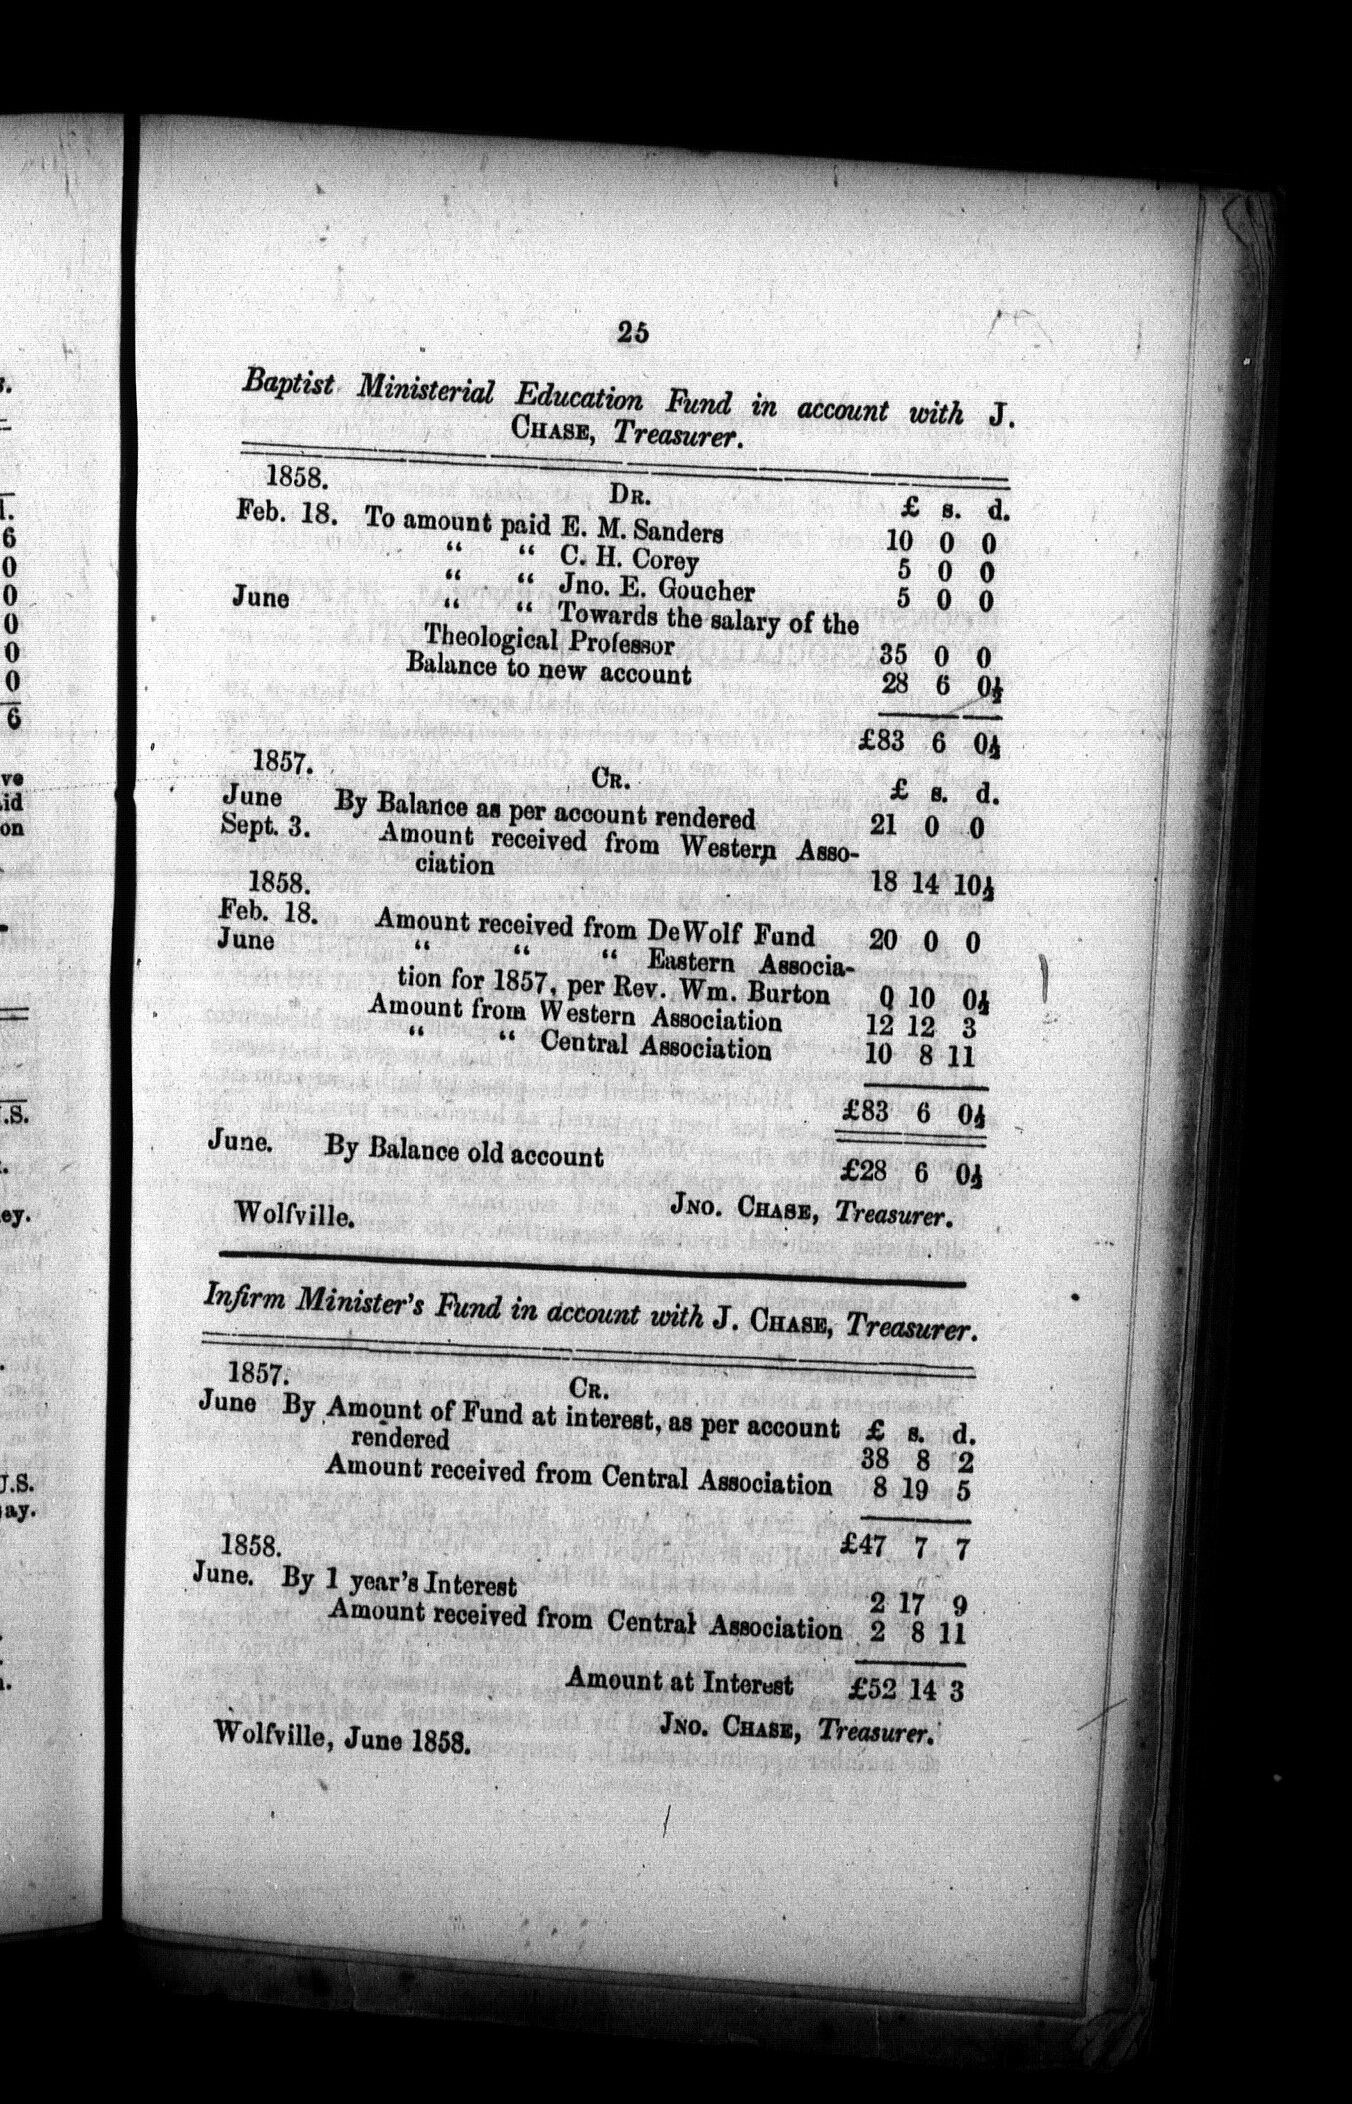 25
Baptist Ministerial Education Fund in account with J.
CHASE, Treasurer.
1858. DR. £ s. d.
Feb. 18. To amount paid E. M. Sanders 10 0 0
“ “ C. H. Corey 5 0 0
“ “ Jno. E. Goucher 5 0 0
June “ “ Towards the salary of the
Theological Professor 35 0 0
Balance to new account 28 6 0½
£83 6 0½
1857. CR. £ s. d.
June By Balance as per account rendered 21 0 0
Sept. 3. Amount received from Western Asso-
ciation 18 14 10½
1858.
Feb. 18. Amount received from DeWolf Fund 20 0 0
June “ “ “ Eastern Associa-
tion for 1857, per Rev. Wm. Burton 0 10 0½
Amount from Western Association 12 12 3
“ “ Central Association 10 8 11
£83 6 0½
June. By Balance old account £28 6 0½
JNO. CHASE, Treasurer.
Wolfville.
Infirm Minister's Fund in account with J. CHASE, Treasurer.
1857. CR.
June By Amount of Fund at interest, as per account £ s. d.
rendered 38 8 2
Amount received from Central Association 8 19 5
£47 7 7
1858.
June. By 1 year's Interest 2 17 9
Amount received from Central Association 2 8 11
Amount at Interest £52 14 3
JNO. CHASE, Treasurer.
Wolfville, June 1858.